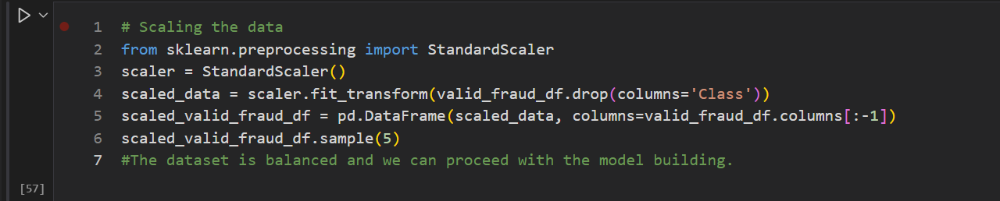 1 # Scaling the data
2 from sklearn.preprocessing import StandardScaler
3 scaler = StandardScaler()
4 scaled_data = scaler.fit_transform(valid_fraud_df.drop(columns='Class'))
5 scaled_valid_fraud_df = pd.DataFrame(scaled_data, columns=valid_fraud_df.columns[:-1])
6 scaled_valid_fraud_df.sample(5)
7 #The dataset is balanced and we can proceed with the model building.
[57]